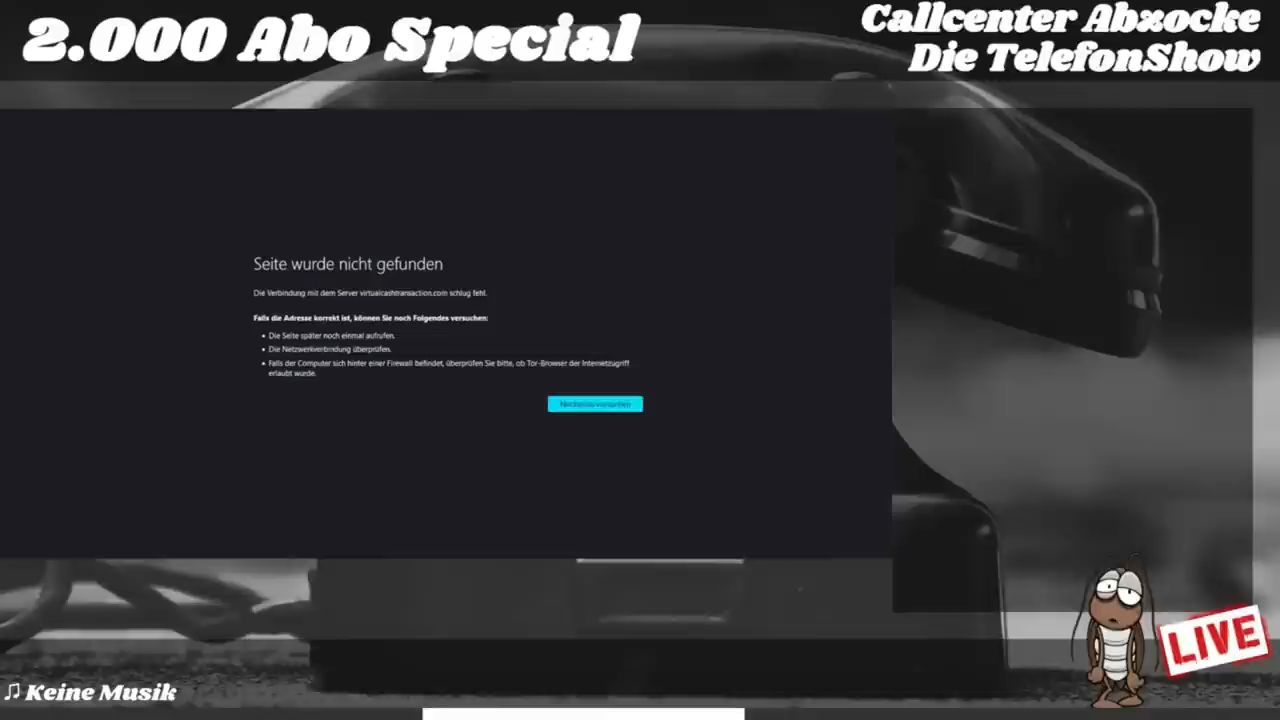 2.000 Abo Special
Callcenter Abzocke
Die TelefonShow
Seite wurde nicht gefunden
Die Verbindung mit dem Server virtualcashtransaction.com schlug fehl.
Falls die Adresse korrekt ist, können Sie noch Folgendes versuchen:
• Die Seite später noch einmal aufrufen.
• Die Netzwerkverbindung überprüfen.
• Falls der Computer sich hinter einer Firewall befindet, überprüfen Sie bitte, ob Tor-Browser der Internetzugriff
erlaubt wurde.
Nochmals versuchen
LIVE
♫ Keine Musik